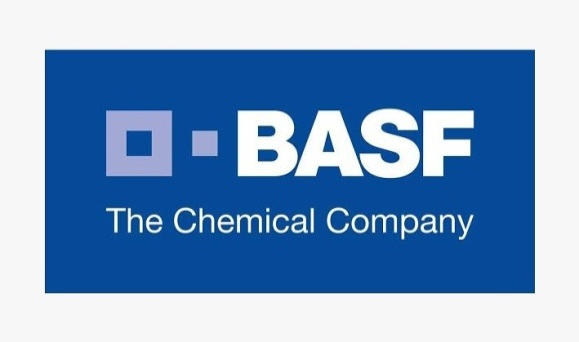 BASF
The Chemical Company